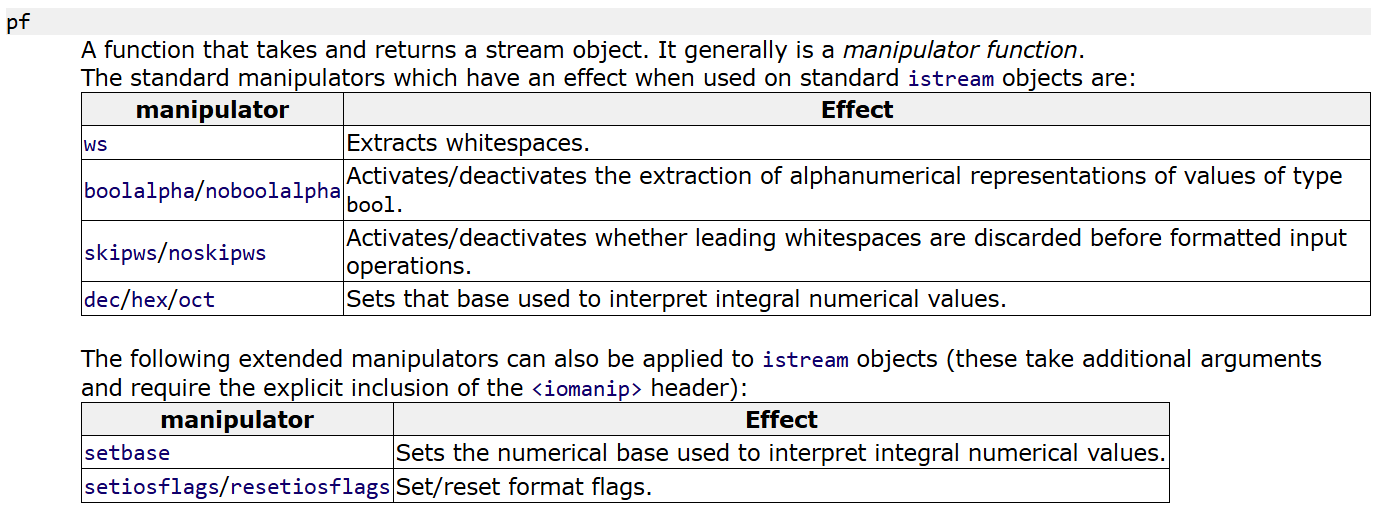 pf
A function that takes and returns a stream object. It generally is a manipulator function.
The standard manipulators which have an effect when used on standard istream objects are:
manipulator Effect
ws Extracts whitespaces.
boolalpha/noboolalpha Activates/deactivates the extraction of alphanumerical representations of values of type
bool.
skipws/noskipws Activates/deactivates whether leading whitespaces are discarded before formatted input
operations.
dec/hex/oct Sets that base used to interpret integral numerical values.
The following extended manipulators can also be applied to istream objects (these take additional arguments
and require the explicit inclusion of the <iomanip> header):
manipulator Effect
setbase Sets the numerical base used to interpret integral numerical values.
setiosflags/resetiosflags Set/reset format flags.